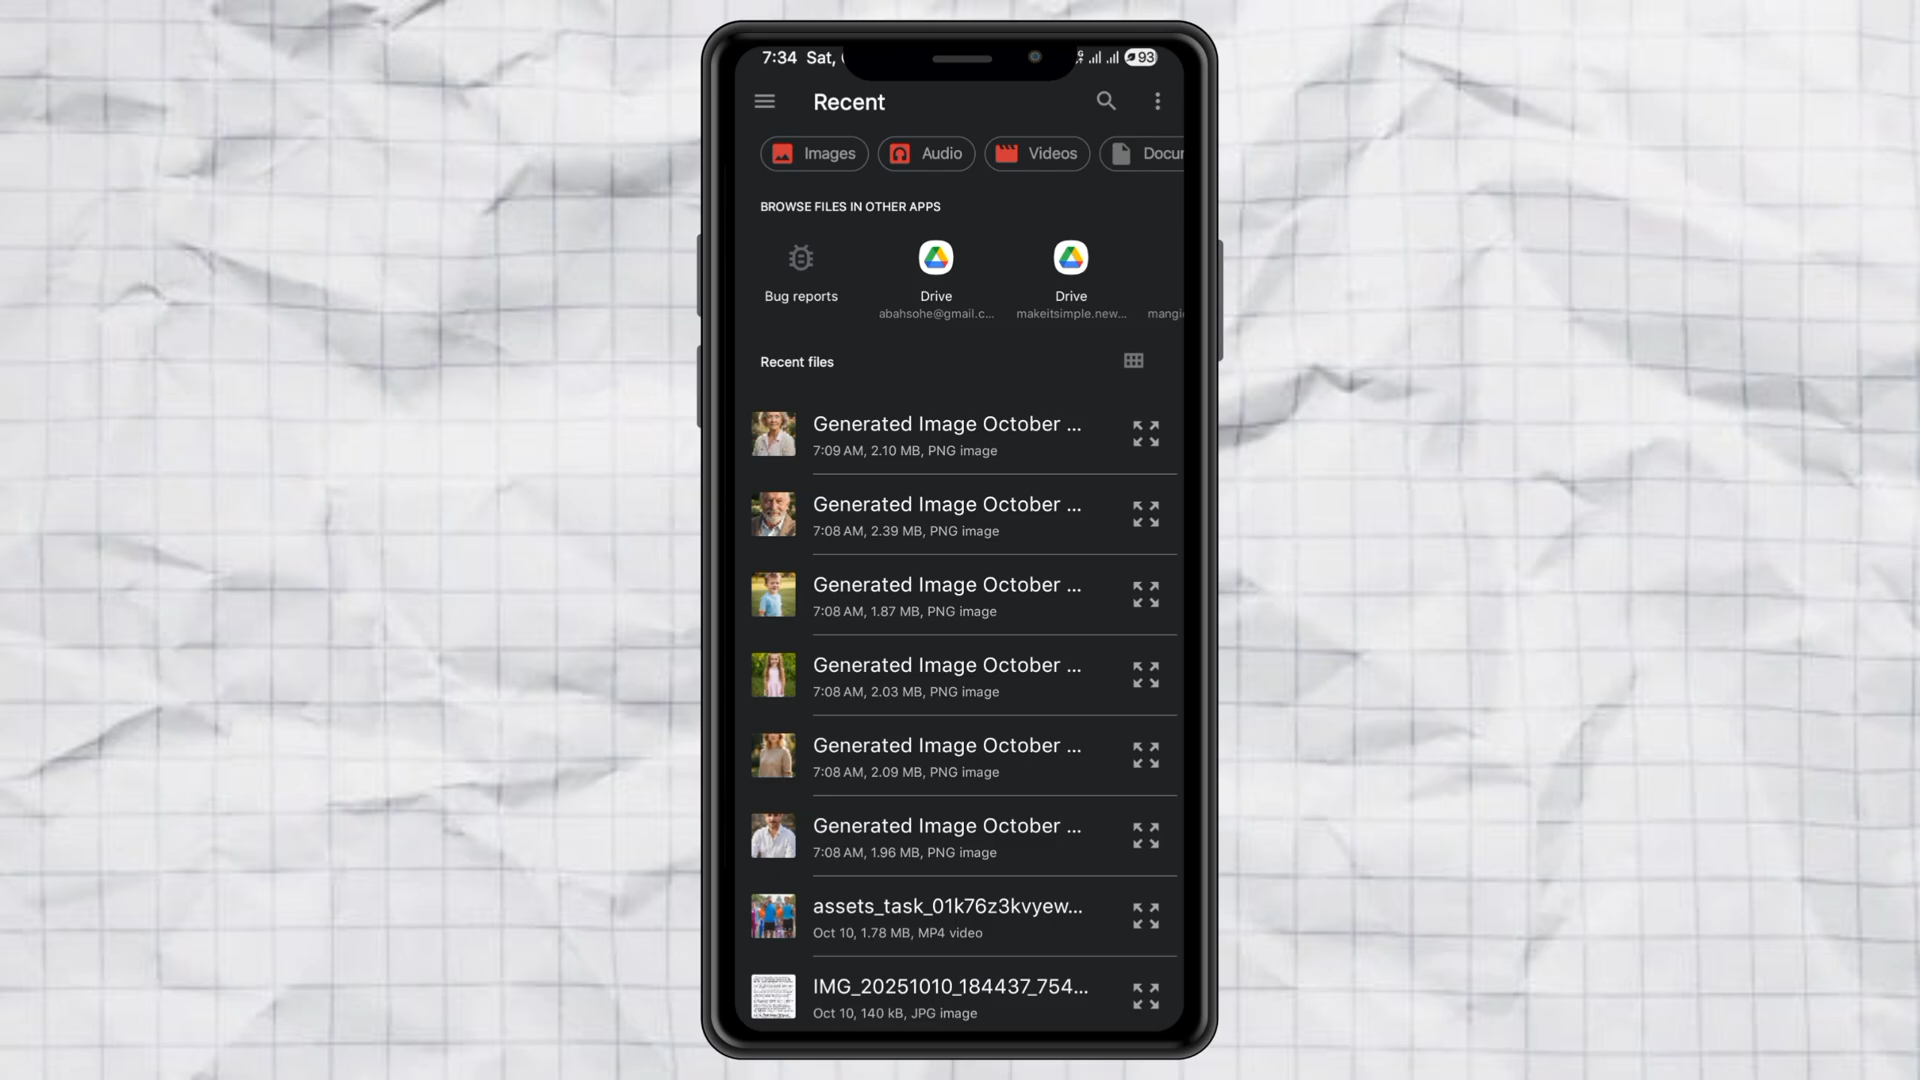 7:34 Sat,
93
Recent
Images
Audio
Videos
Docum
BROWSE FILES IN OTHER APPS
Bug reports
Drive
abahsohe@gmail.c...
Drive
makeitsimple.new...
mangi
Recent files
Generated Image October ...
7:09 AM, 2.10 MB, PNG image
Generated Image October ...
7:08 AM, 2.39 MB, PNG image
Generated Image October ...
7:08 AM, 1.87 MB, PNG image
Generated Image October ...
7:08 AM, 2.03 MB, PNG image
Generated Image October ...
7:08 AM, 2.09 MB, PNG image
Generated Image October ...
7:08 AM, 1.96 MB, PNG image
assets_task_01k76z3kvyew...
Oct 10, 1.78 MB, MP4 video
IMG_20251010_184437_754...
Oct 10, 140 kB, JPG image